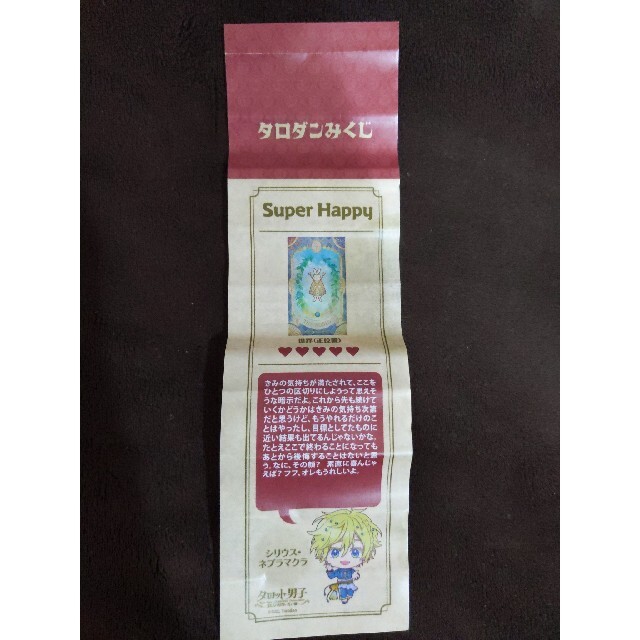 タロダンみくじ
Super Happy
世界(正位置)
きみの気持ちが満たされて、ここを
ひとつの区切りにしようって思えそ
うな暗示だよ。これから先も続けて
いくかどうかはきみの気持ち次第
だと思うけど、もうやれるだけのこ
とはやったし、目標としてたものに
近い結果も出てるんじゃないかな。
たとえここで終わることになっても
あとから後悔することはないと思
う。なに、その顔？ 素直に喜んじゃ
えば？フフ、オレもうれしいよ。
シリウス・
ネブラマクラ
タロット男子